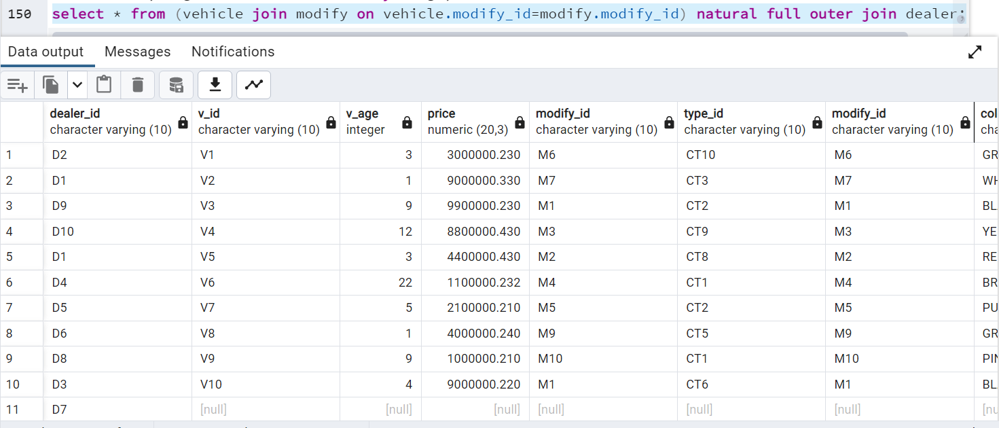 150 select * from (vehicle join modify on vehicle.modify_id=modify.modify_id) natural full outer join dealer;
Data output Messages Notifications
dealer_id v_id v_age price modify_id type_id modify_id col
character varying (10) character varying (10) integer numeric (20,3) character varying (10) character varying (10) character varying (10) cha
1 D2 V1 3 3000000.230 M6 CT10 M6 GR
2 D1 V2 1 9000000.330 M7 CT3 M7 WH
3 D9 V3 9 9900000.230 M1 CT2 M1 BL
4 D10 V4 12 8800000.430 M3 CT9 M3 YE
5 D1 V5 3 4400000.430 M2 CT8 M2 RE
6 D4 V6 22 1100000.232 M4 CT1 M4 BR
7 D5 V7 5 2100000.210 M5 CT2 M5 PU
8 D6 V8 1 4000000.240 M9 CT5 M9 GR
9 D8 V9 9 1000000.210 M10 CT1 M10 PIN
10 D3 V10 4 9000000.220 M1 CT6 M1 BL
11 D7 [null] [null] [null] [null] [null] [null] [nu